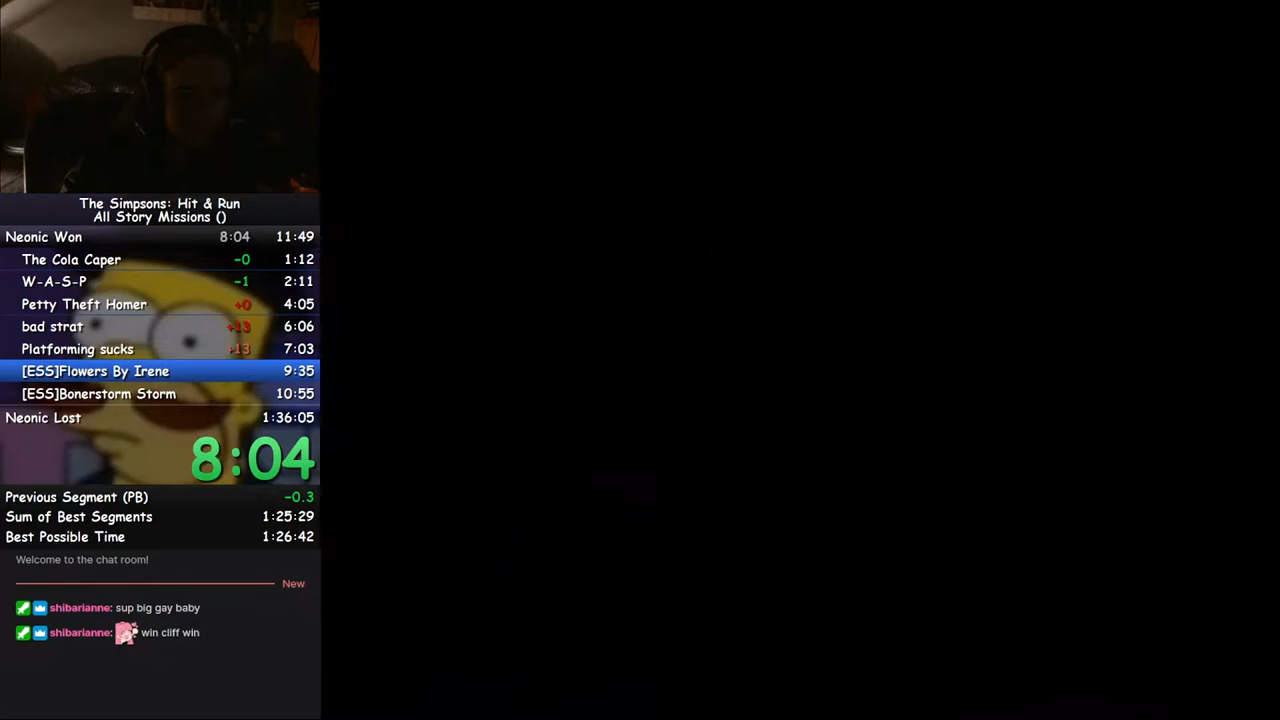 The Simpsons: Hit & Run
All Story Missions ()
Neonic Won 8:04 11:49
The Cola Caper -0 1:12
W-A-S-P -1 2:11
Petty Theft Homer +0 4:05
bad strat +13 6:06
Platforming sucks +13 7:03
[ESS]Flowers By Irene 9:35
[ESS]Bonerstorm Storm 10:55
Neonic Lost 1:36:05
8:04
Previous Segment (PB) -0.3
Sum of Best Segments 1:25:29
Best Possible Time 1:26:42
Welcome to the chat room!
New
shibarianne: sup big gay baby
shibarianne: win cliff win